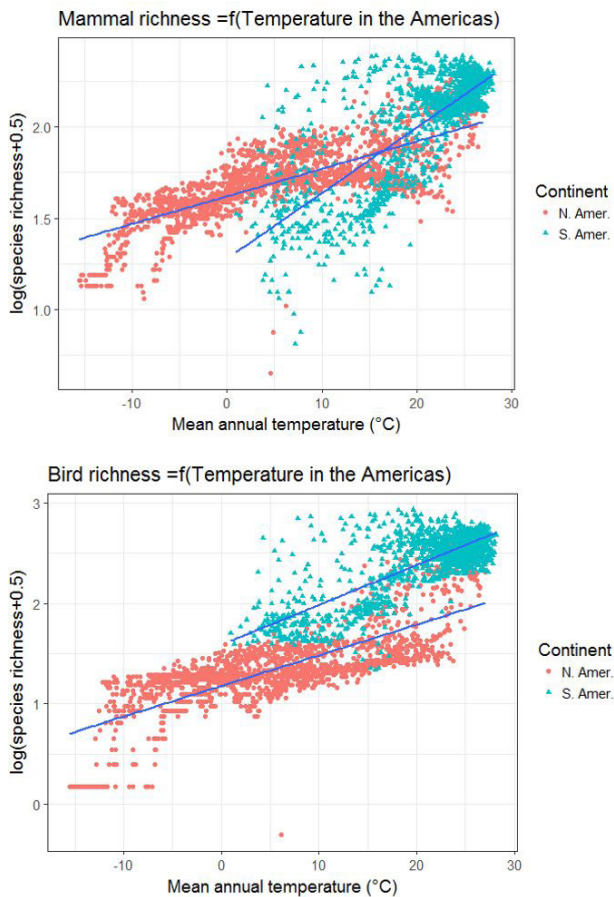 Mammal richness =f(Temperature in the Americas)
log(species richness+0.5)
2.0
1.5
1.0
-10 0 10 20 30
Mean annual temperature (°C)
Continent
N. Amer.
S. Amer.
Bird richness =f(Temperature in the Americas)
log(species richness+0.5)
3
2
1
0
-10 0 10 20 30
Mean annual temperature (°C)
Continent
N. Amer.
S. Amer.